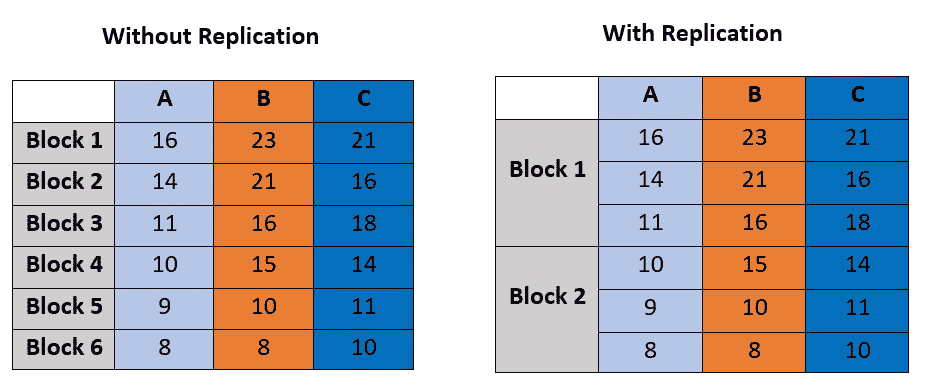 Without Replication
A B C
Block 1 16 23 21
Block 2 14 21 16
Block 3 11 16 18
Block 4 10 15 14
Block 5 9 10 11
Block 6 8 8 10
With Replication
A B C
Block 1
16 23 21
14 21 16
11 16 18
Block 2
10 15 14
9 10 11
8 8 10